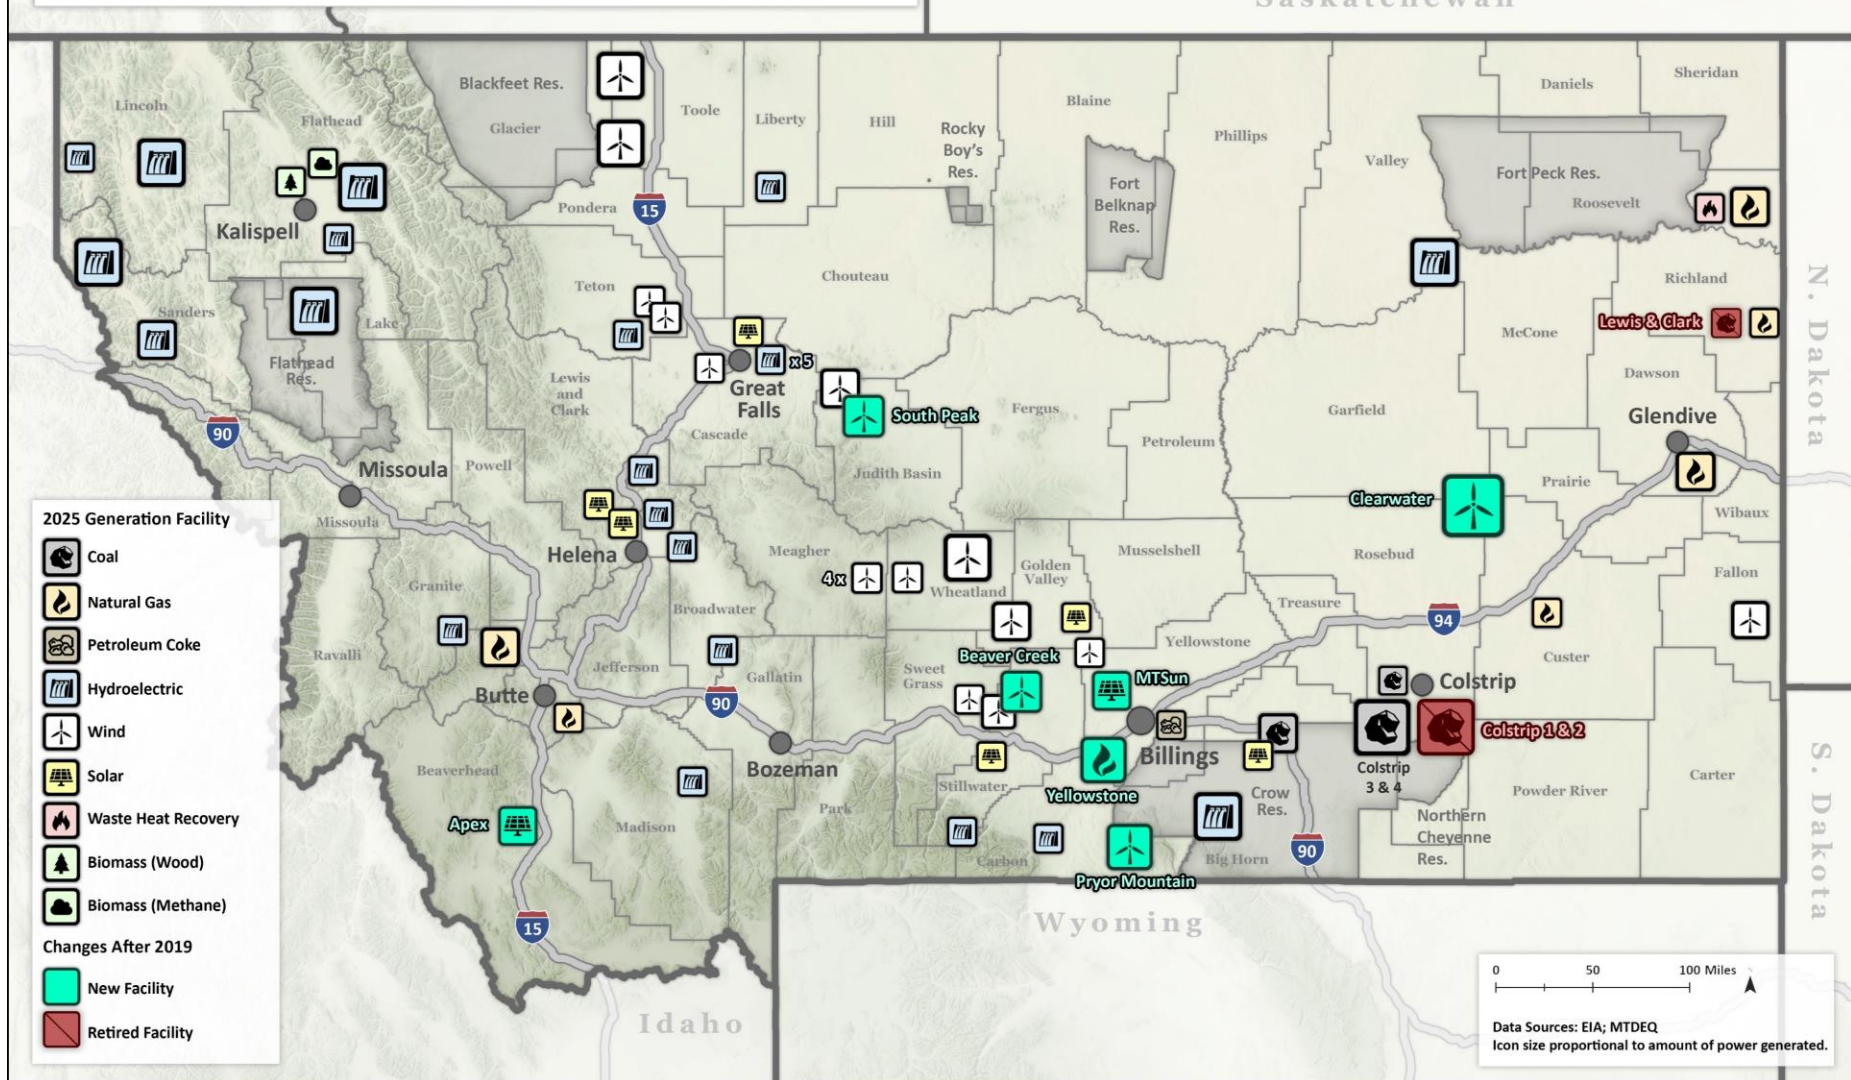 Saskatchewan
Blackfeet Res.
Glacier
Lincoln
Flathead
Toole
Liberty
Hill
Rocky
Boy's
Res.
Blaine
Phillips
Daniels
Sheridan
Valley
Fort Peck Res.
Roosevelt
Fort
Belknap
Res.
Pondera
15
Kalispell
Teton
Chouteau
Richland
N. Dakota
Sanders
Lake
Flathead
Res.
Lewis & Clark
McCone
x 5
Great
Falls
Lewis
and
Clark
Dawson
Glendive
South Peak
Fergus
Garfield
Petroleum
90
Cascade
Judith Basin
Missoula
Powell
Prairie
Clearwater
Wibaux
Missoula
Helena
Meagher
Musselshell
Rosebud
Golden
Valley
Fallon
4 x
Wheatland
Granite
Broadwater
Treasure
94
Ravalli
Jefferson
Gallatin
Sweet
Grass
Beaver Creek
Yellowstone
Custer
MTSun
Colstrip
Butte
90
Billings
Colstrip 1 & 2
Bozeman
Colstrip
3 & 4
Beaverhead
Stillwater
Yellowstone
Crow
Res.
Powder River
Carter
S. Dakota
Apex
Madison
Park
Northern
Cheyenne
Res.
Carbon
Big Horn
90
Pryor Mountain
15
Wyoming
Idaho
2025 Generation Facility
Coal
Natural Gas
Petroleum Coke
Hydroelectric
Wind
Solar
Waste Heat Recovery
Biomass (Wood)
Biomass (Methane)
Changes After 2019
New Facility
Retired Facility
0 50 100 Miles
Data Sources: EIA; MTDEQ
Icon size proportional to amount of power generated.